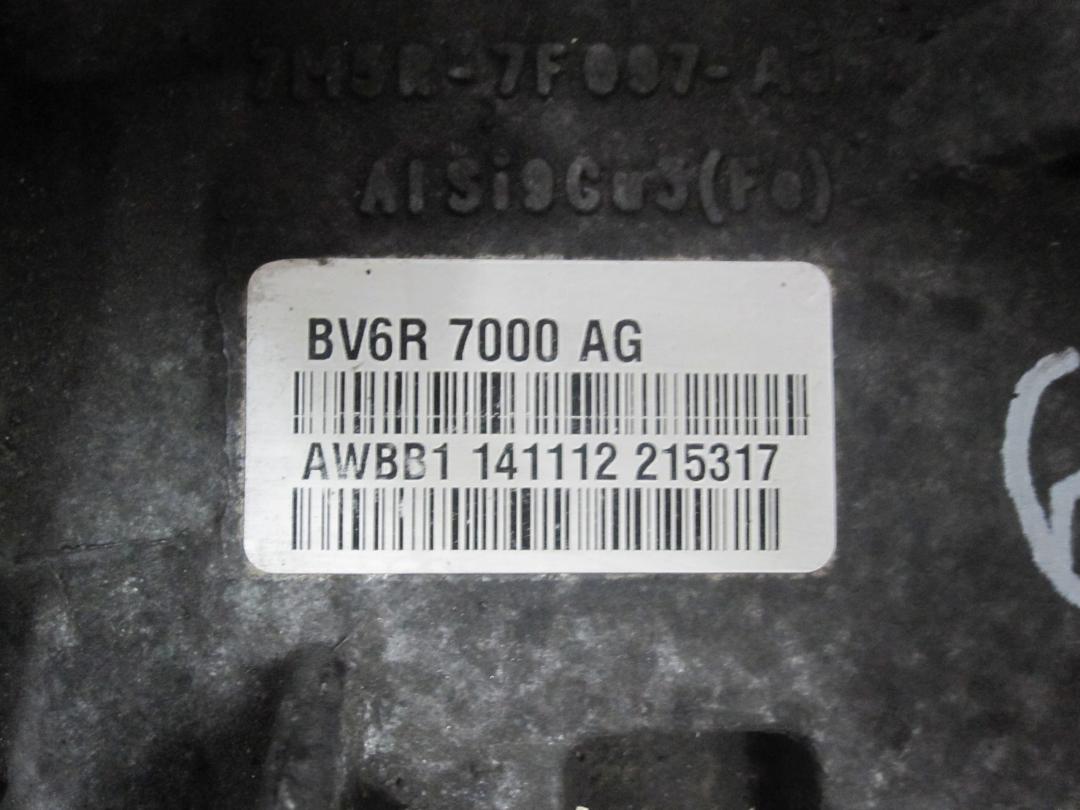 AlSi9Cu3(Fe)
BV6R 7000 AG
AWBB1 141112 215317